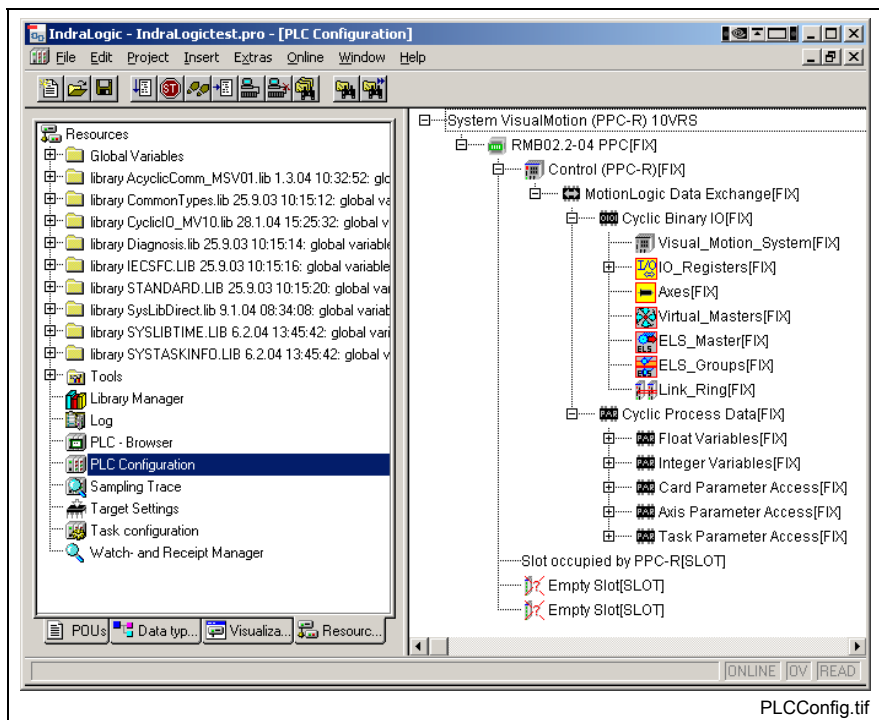 IndraLogic - IndraLogictest.pro - [PLC Configuration]
File Edit Project Insert Extras Online Window Help
Resources
Global Variables
library AcyclicComm_MSV01.lib 1.3.04 10:32:52: glo
library CommonTypes.lib 25.9.03 10:15:12: global va
library CyclicIO_MV10.lib 28.1.04 15:25:32: global v
library Diagnosis.lib 25.9.03 10:15:14: global variable
library IECSFC.LIB 25.9.03 10:15:16: global variable
library STANDARD.LIB 25.9.03 10:15:20: global var
library SysLibDirect.lib 9.1.04 08:34:08: global variab
library SYSLIBTIME.LIB 6.2.04 13:45:42: global vari
library SYSTASKINFO.LIB 6.2.04 13:45:42: global v
Tools
Library Manager
Log
PLC - Browser
PLC Configuration
Sampling Trace
Target Settings
Task configuration
Watch- and Receipt Manager
POUs Data typ... Visualiza... Resourc...
System VisualMotion (PPC-R) 10VRS
RMB02.2-04 PPC[FIX]
Control (PPC-R)[FIX]
MotionLogic Data Exchange[FIX]
Cyclic Binary IO[FIX]
Visual_Motion_System[FIX]
IO_Registers[FIX]
Axes[FIX]
Virtual_Masters[FIX]
ELS_Master[FIX]
ELS_Groups[FIX]
Link_Ring[FIX]
Cyclic Process Data[FIX]
Float Variables[FIX]
Integer Variables[FIX]
Card Parameter Access[FIX]
Axis Parameter Access[FIX]
Task Parameter Access[FIX]
Slot occupied by PPC-R[SLOT]
Empty Slot[SLOT]
Empty Slot[SLOT]
ONLINE OV READ
PLCConfig.tif